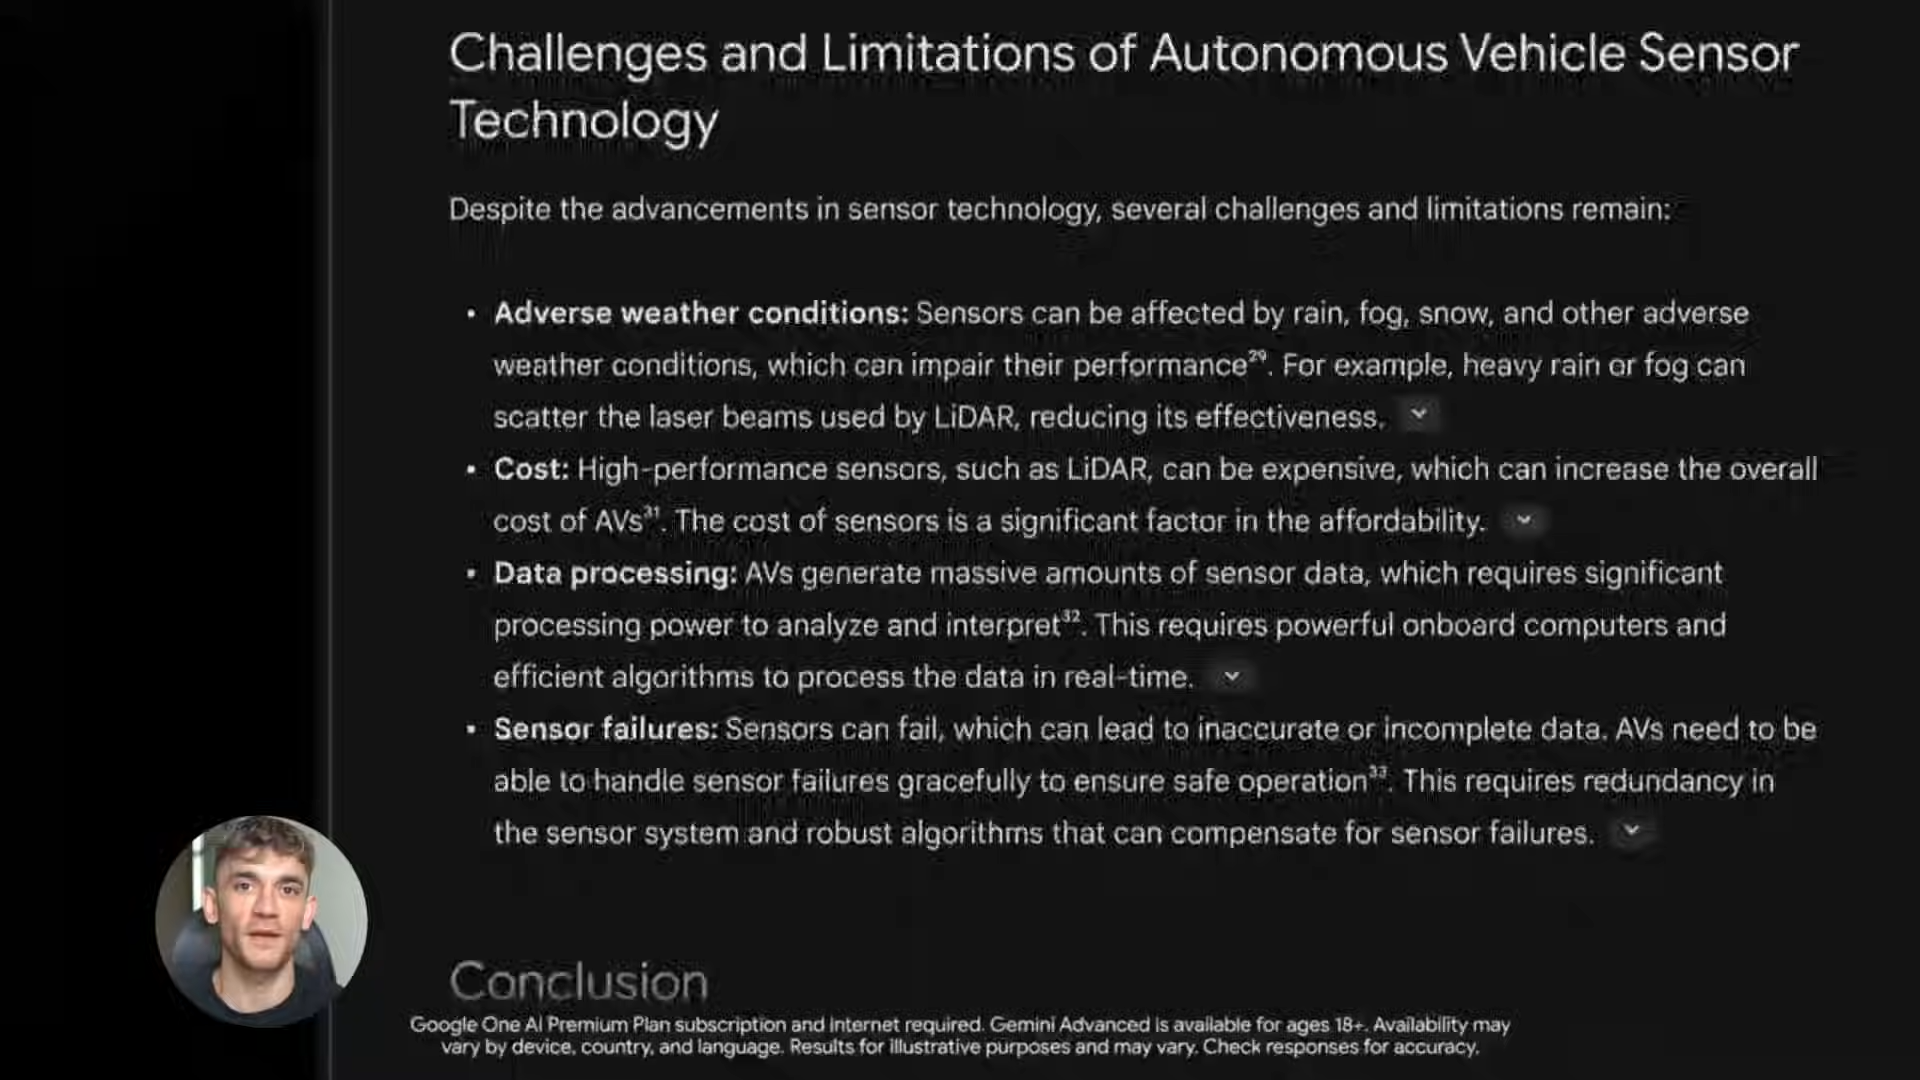 Challenges and Limitations of Autonomous Vehicle Sensor
Technology
Despite the advancements in sensor technology, several challenges and limitations remain:
• Adverse weather conditions: Sensors can be affected by rain, fog, snow, and other adverse
weather conditions, which can impair their performance²⁹. For example, heavy rain or fog can
scatter the laser beams used by LiDAR, reducing its effectiveness.
• Cost: High-performance sensors, such as LiDAR, can be expensive, which can increase the overall
cost of AVs³¹. The cost of sensors is a significant factor in the affordability.
• Data processing: AVs generate massive amounts of sensor data, which requires significant
processing power to analyze and interpret³². This requires powerful onboard computers and
efficient algorithms to process the data in real-time.
• Sensor failures: Sensors can fail, which can lead to inaccurate or incomplete data. AVs need to be
able to handle sensor failures gracefully to ensure safe operation³³. This requires redundancy in
the sensor system and robust algorithms that can compensate for sensor failures.
Conclusion
Google One AI Premium Plan subscription and internet required. Gemini Advanced is available for ages 18+. Availability may
vary by device, country, and language. Results for illustrative purposes and may vary. Check responses for accuracy.